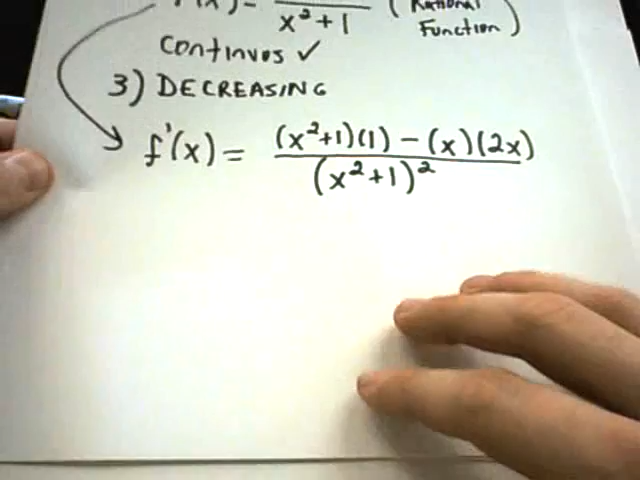 x² + 1
Function )
Continuos ✓
3) DECREASING
f'(x) = (x²+1)(1) - (x)(2x)
(x²+1)²